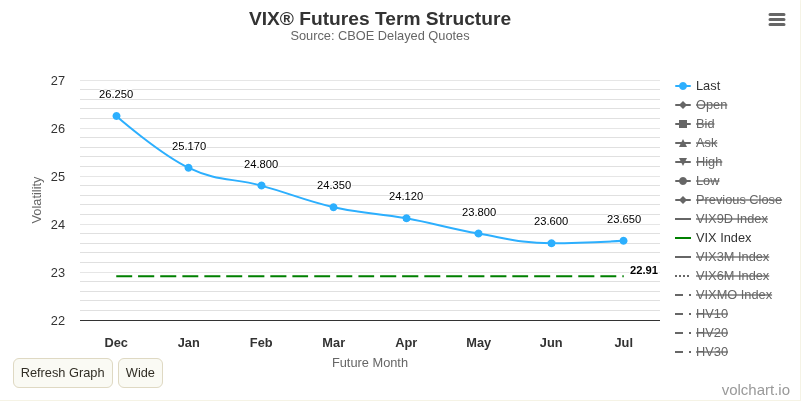 VIX® Futures Term Structure
Source: CBOE Delayed Quotes
Volatility
27
26
25
24
23
22
26.250
25.170
24.800
24.350
24.120
23.800
23.600
23.650
22.91
Dec Jan Feb Mar Apr May Jun Jul
Future Month
Last
Open
Bid
Ask
High
Low
Previous Close
VIX9D Index
VIX Index
VIX3M Index
VIX6M Index
VIXMO Index
HV10
HV20
HV30
Refresh Graph Wide
volchart.io